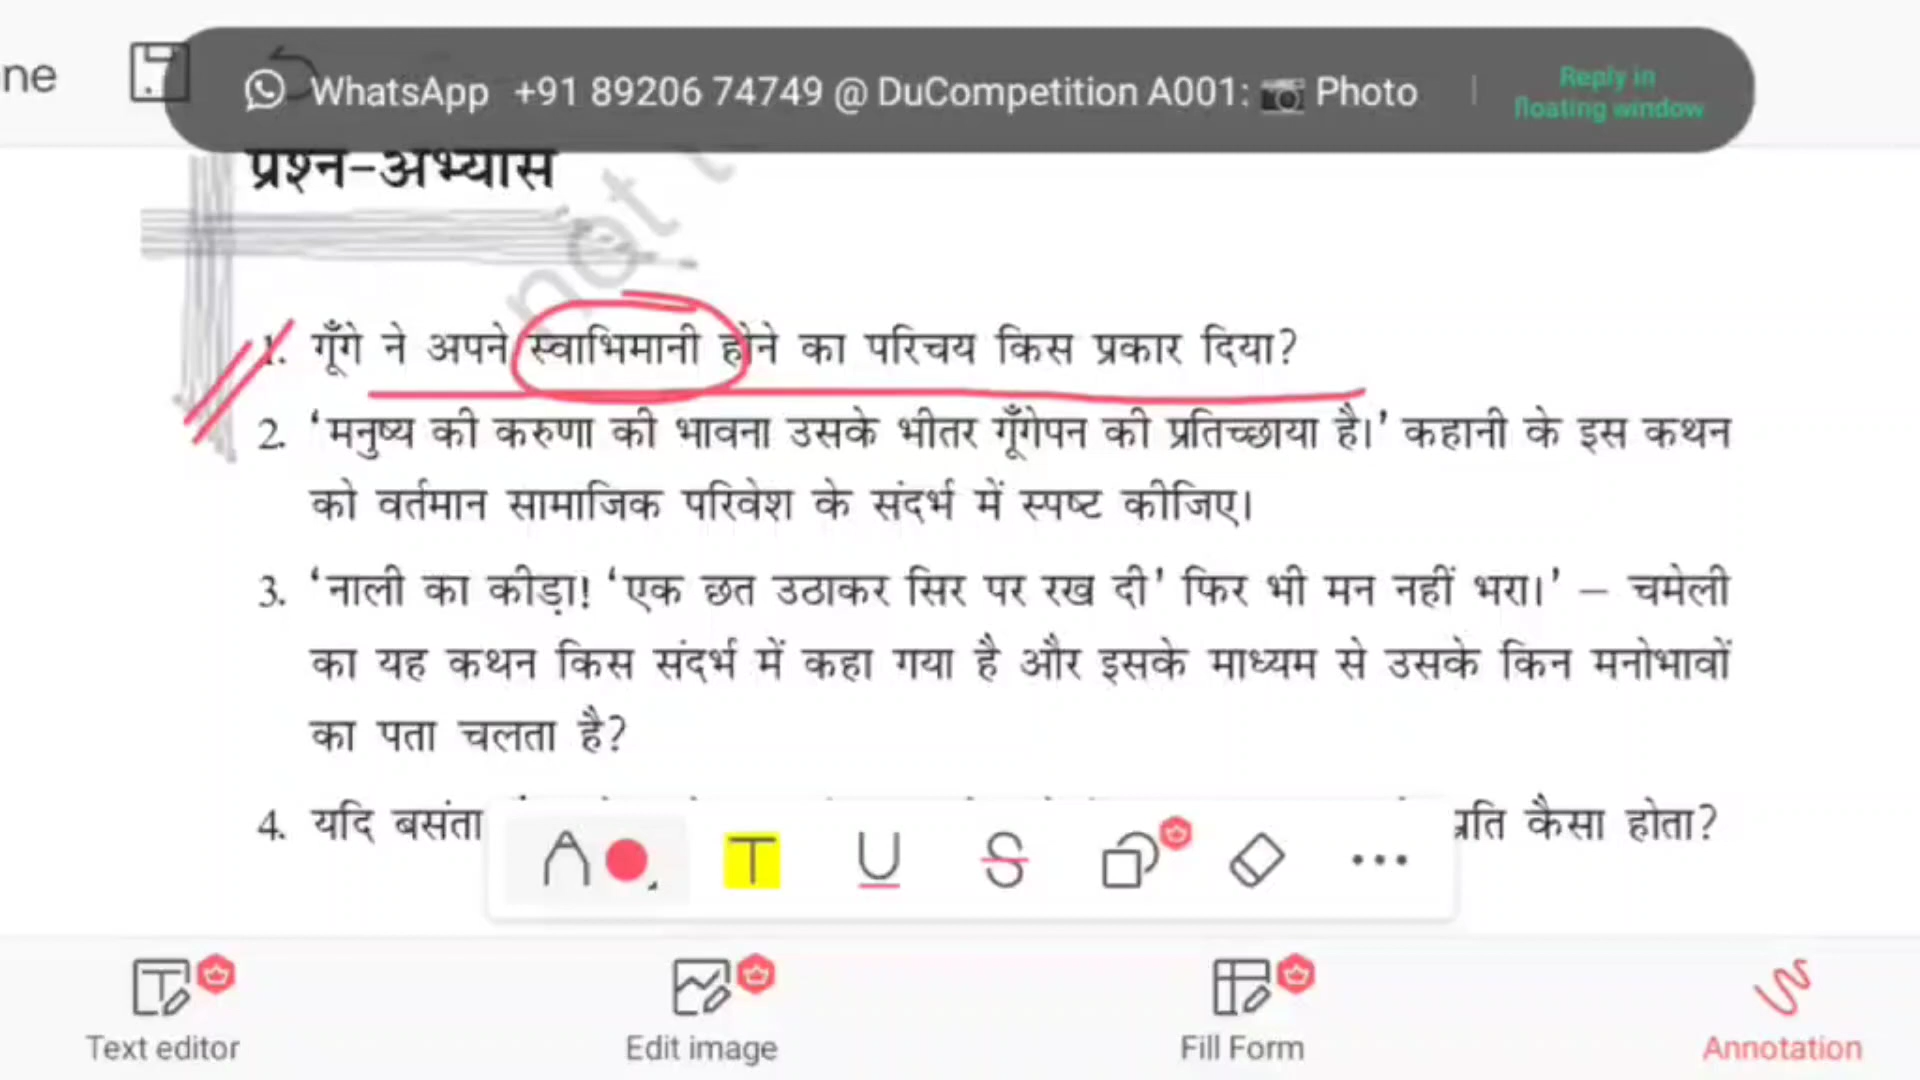 ne
WhatsApp +91 89206 74749 @ DuCompetition A001: 📷 Photo
Reply in
floating window
प्रश्न-अभ्यास
not
1. गूँगे ने अपने स्वाभिमानी होने का परिचय किस प्रकार दिया?
2. ‘मनुष्य की करुणा की भावना उसके भीतर गूँगेपन की प्रतिच्छाया है।’ कहानी के इस कथन
को वर्तमान सामाजिक परिवेश के संदर्भ में स्पष्ट कीजिए।
3. ‘नाली का कीड़ा! ‘एक छत उठाकर सिर पर रख दी’ फिर भी मन नहीं भरा।’ – चमेली
का यह कथन किस संदर्भ में कहा गया है और इसके माध्यम से उसके किन मनोभावों
का पता चलता है?
4. यदि बसंता प्रति कैसा होता?
T U S
Text editor Edit image Fill Form Annotation